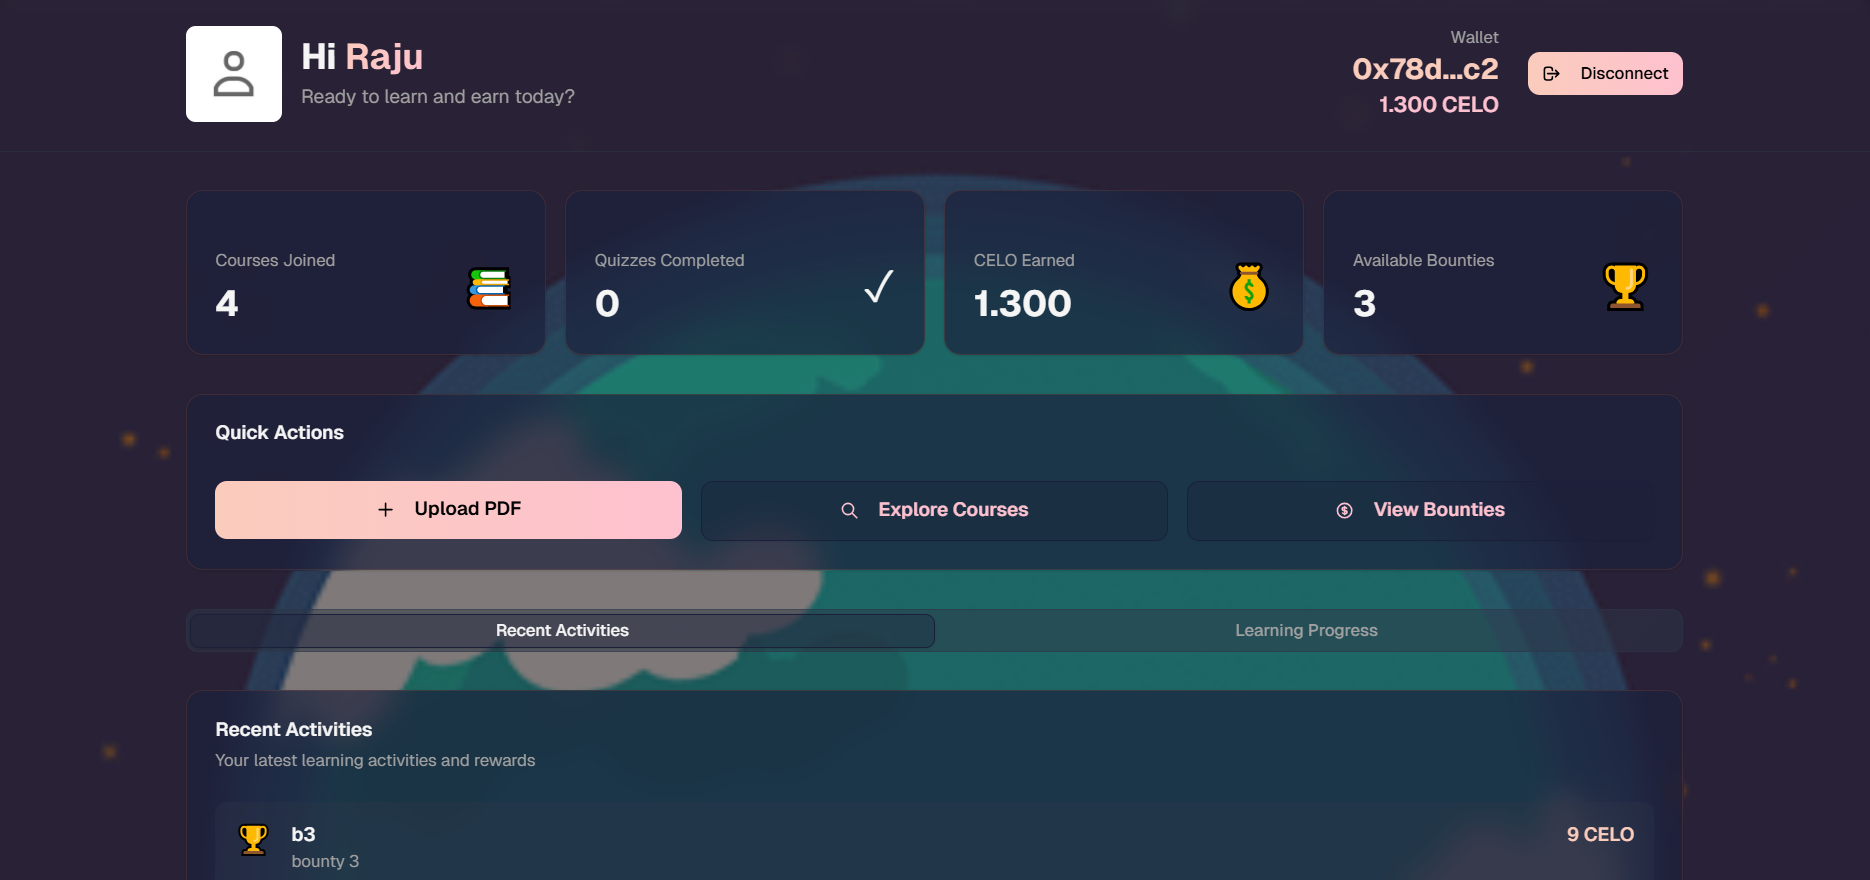 Hi Raju
Ready to learn and earn today?
Wallet
0x78d...c2
1.300 CELO
Disconnect
Courses Joined
4
Quizzes Completed
0
CELO Earned
1.300
Available Bounties
3
Quick Actions
Upload PDF
Explore Courses
View Bounties
Recent Activities
Learning Progress
Recent Activities
Your latest learning activities and rewards
b3
9 CELO
bounty 3